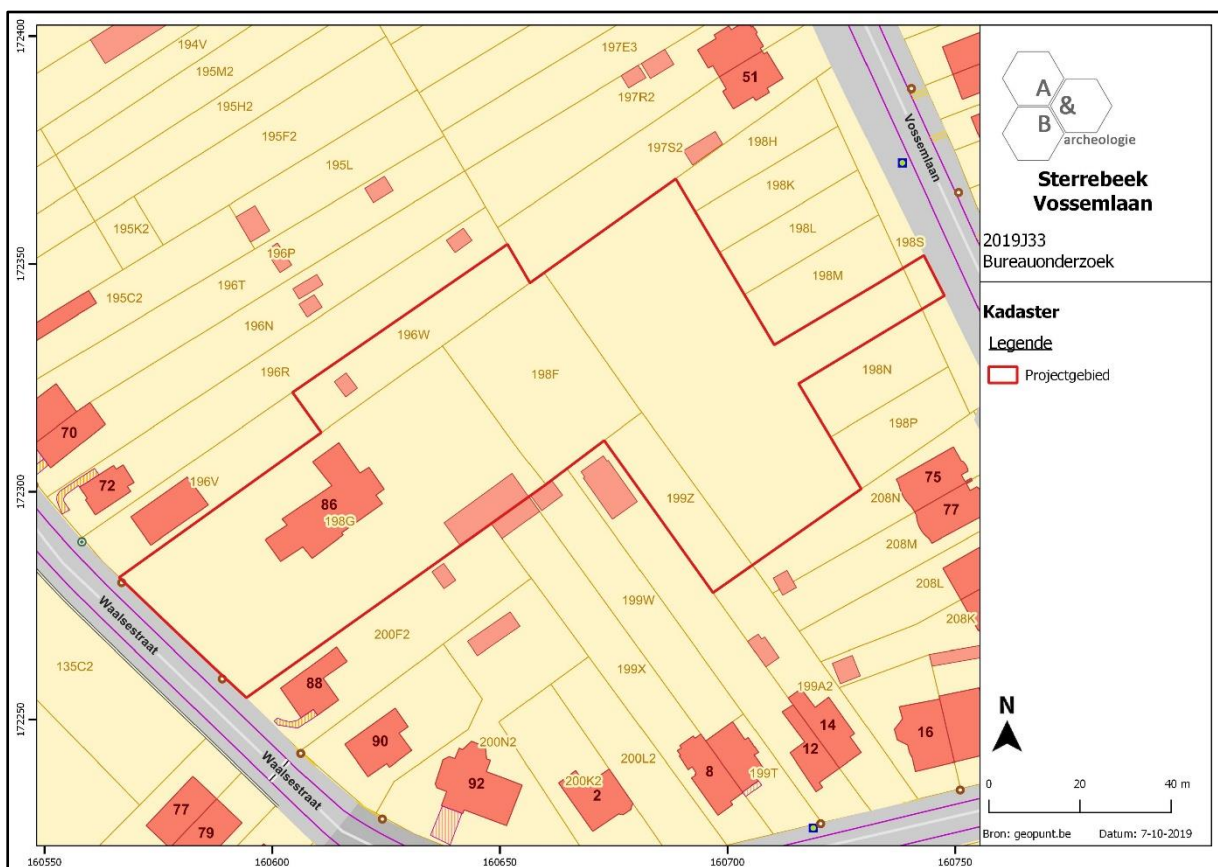 172400
172350
172300
172250
160550
160600
160650
160700
160750
194V
195M2
195H2
195F2
195L
195K2
196P
195C2
196T
196N
196R
196W
196V
197E3
197R2
197S2
51
198H
198K
198L
198M
198S
Vossemlaan
198F
198N
198P
199Z
70
72
86
198G
75
77
208N
208M
208L
208K
Waalsestraat
200F2
199W
199X
199A2
135C2
88
90
92
200N2
200K2
200L2
2
8
199T
12
14
16
Waalsestraat
77
79
A
&
B
archeologie
Sterrebeek
Vossemlaan
2019J33
Bureauonderzoek
Kadaster
Legende
Projectgebied
N
0 20 40 m
Bron: geopunt.be Datum: 7-10-2019